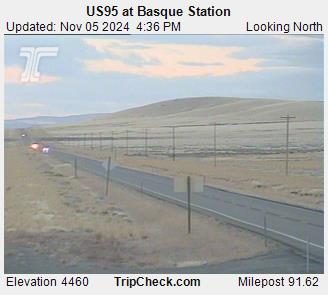 US95 at Basque Station
Updated: Nov 05 2024 4:36 PM Looking North
Elevation 4460 TripCheck.com Milepost 91.62